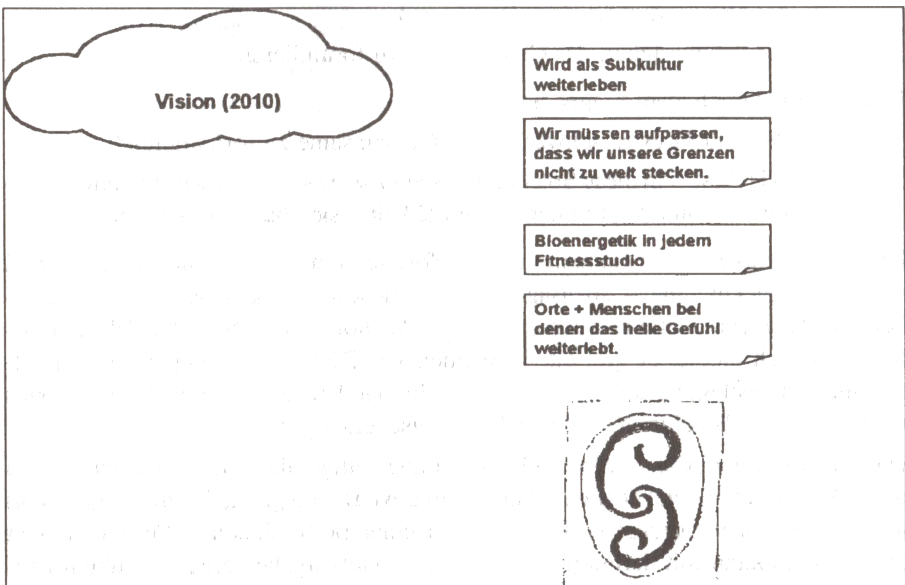 Vision (2010)
Wird als Subkultur
weiterleben
Wir müssen aufpassen,
dass wir unsere Grenzen
nicht zu weit stecken.
Bioenergetik in jedem
Fitnessstudio
Orte + Menschen bei
denen das helle Gefühl
weiterlebt.